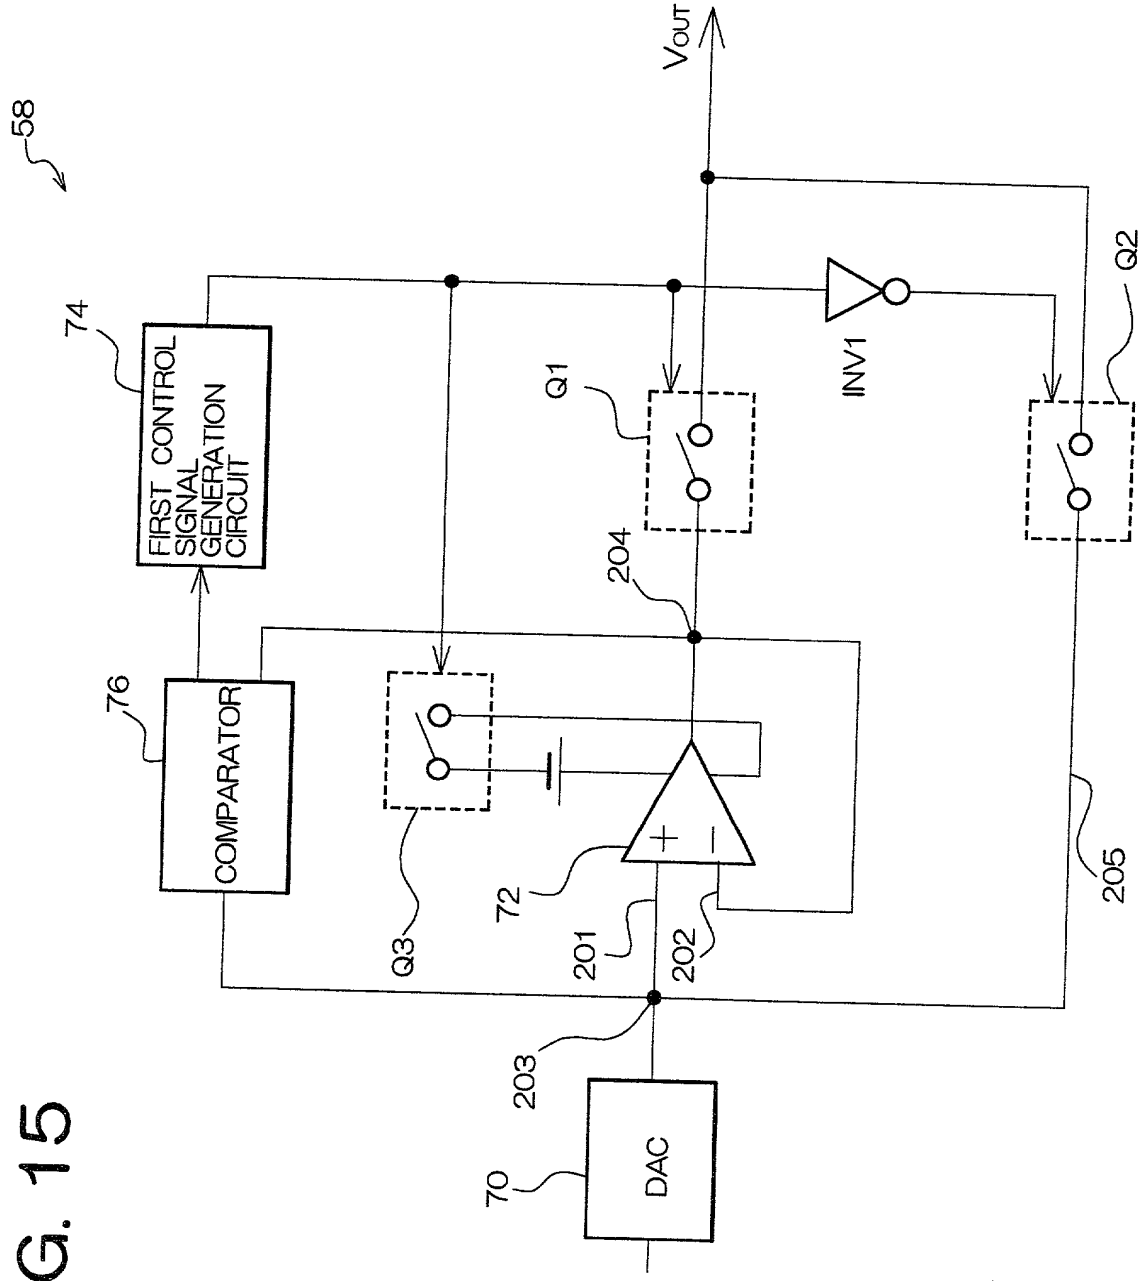 G. 15
58
74
FIRST CONTROL
SIGNAL
GENERATION
CIRCUIT
76
COMPARATOR
Q3
Q1
VOUT
72
+
−
201
202
203
204
INV1
Q2
70
DAC
205